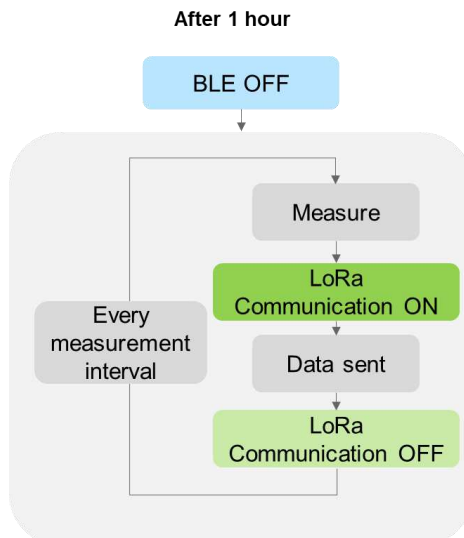 After 1 hour
BLE OFF
Measure
LoRa
Communication ON
Every
measurement
interval
Data sent
LoRa
Communication OFF